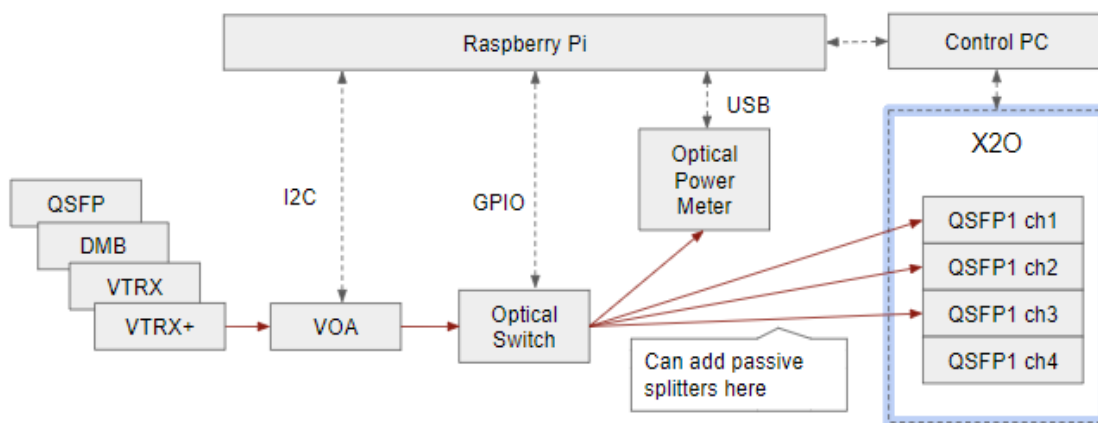 Raspberry Pi
Control PC
USB
X2O
Optical
Power
Meter
I2C
GPIO
QSFP
DMB
VTRX
VTRX+
VOA
Optical
Switch
QSFP1 ch1
QSFP1 ch2
QSFP1 ch3
QSFP1 ch4
Can add passive
splitters here